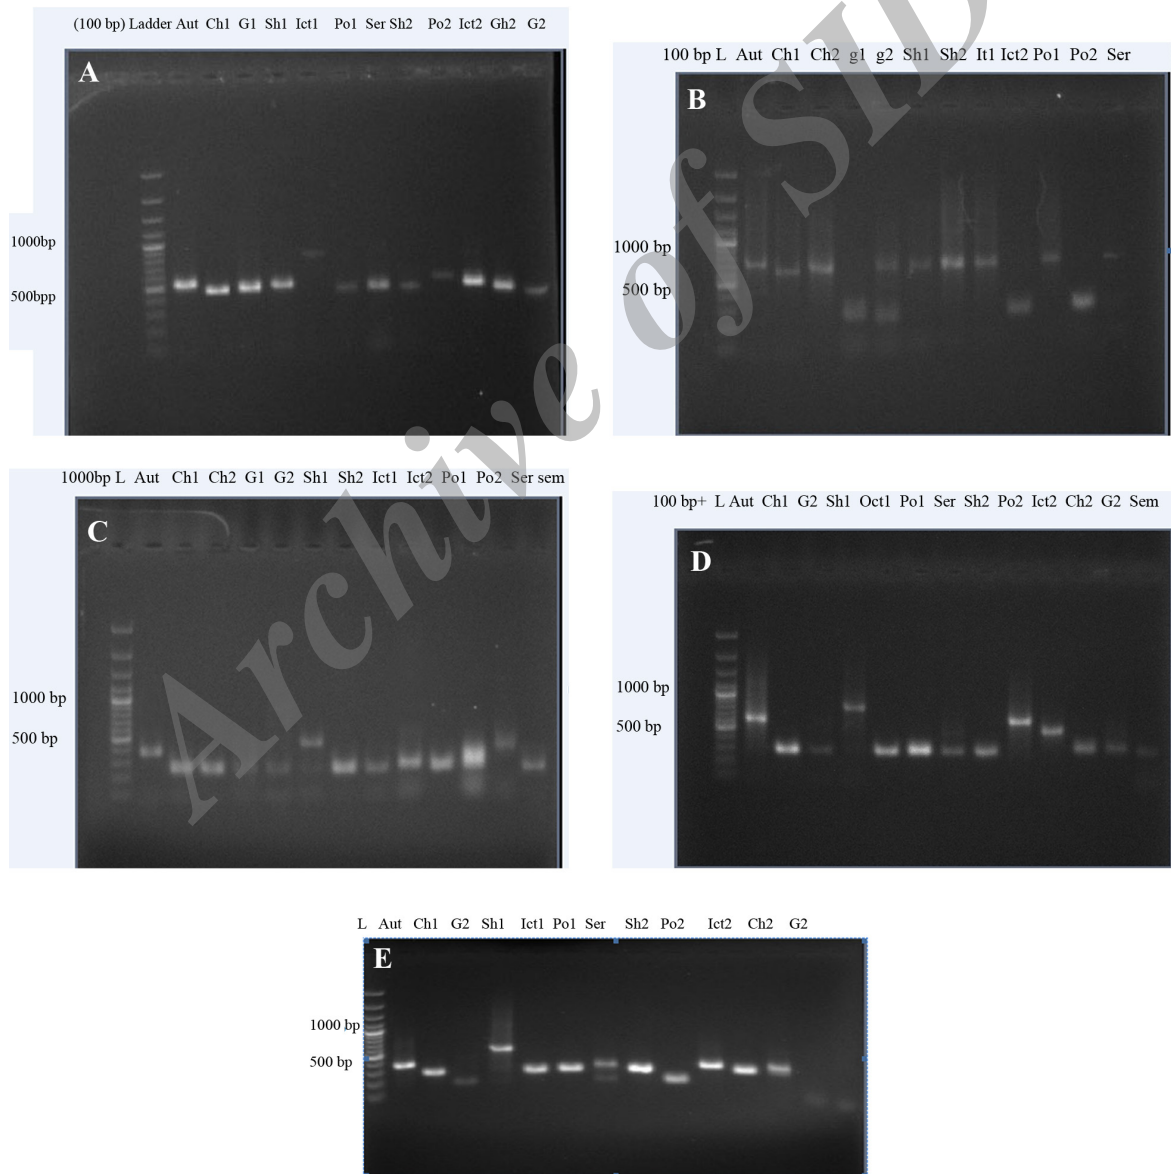 (100 bp) Ladder Aut Ch1 G1 Sh1 Ict1 Po1 Ser Sh2 Po2 Ict2 Gh2 G2
A
1000bp
500bpp
100 bp L Aut Ch1 Ch2 g1 g2 Sh1 Sh2 It1 Ict2 Po1 Po2 Ser
B
1000 bp
500 bp
1000bp L Aut Ch1 Ch2 G1 G2 Sh1 Sh2 Ict1 Ict2 Po1 Po2 Ser sem
C
1000 bp
500 bp
100 bp+ L Aut Ch1 G2 Sh1 Oct1 Po1 Ser Sh2 Po2 Ict2 Ch2 G2 Sem
D
1000 bp
500 bp
L Aut Ch1 G2 Sh1 Ict1 Po1 Ser Sh2 Po2 Ict2 Ch2 G2
E
1000 bp
500 bp
Archive of SID